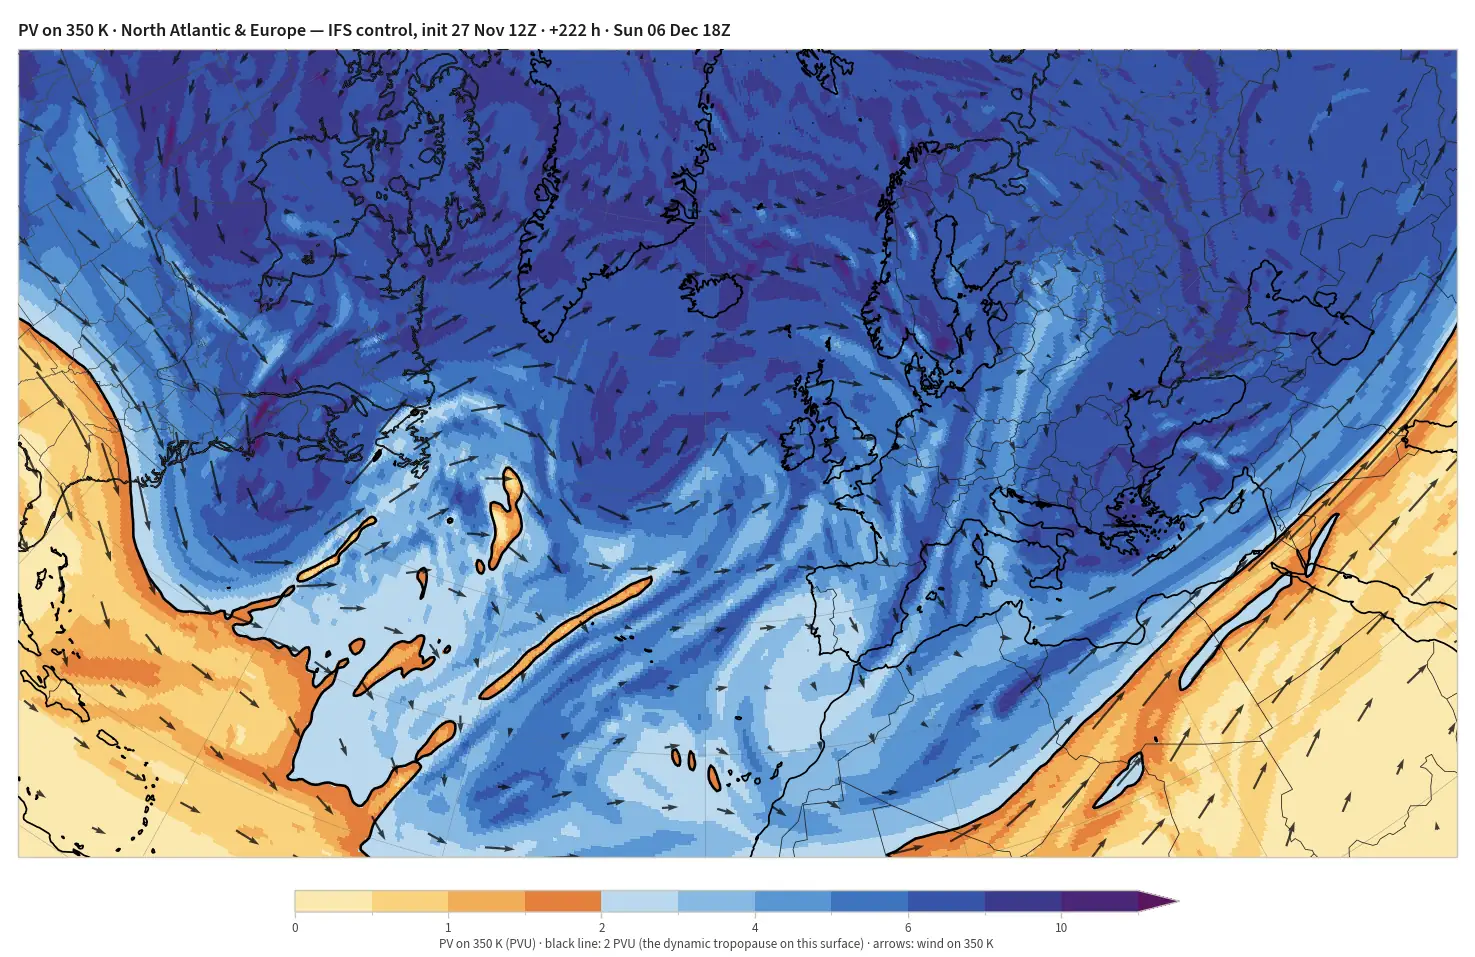 PV on 350 K · North Atlantic & Europe — IFS control, init 27 Nov 12Z · +222 h · Sun 06 Dec 18Z
0 1 2 4 6 10
PV on 350 K (PVU) · black line: 2 PVU (the dynamic tropopause on this surface) · arrows: wind on 350 K